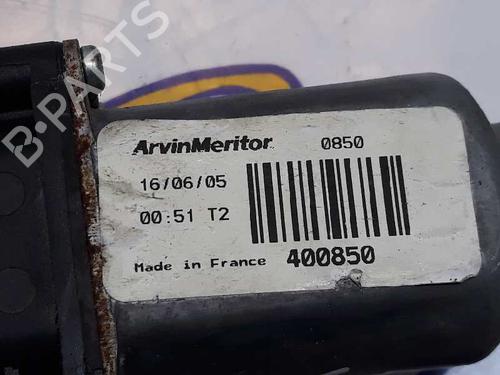 ArvinMeritor 0850
16/06/05
00:51 T2
Made in France 400850
B-PARTS